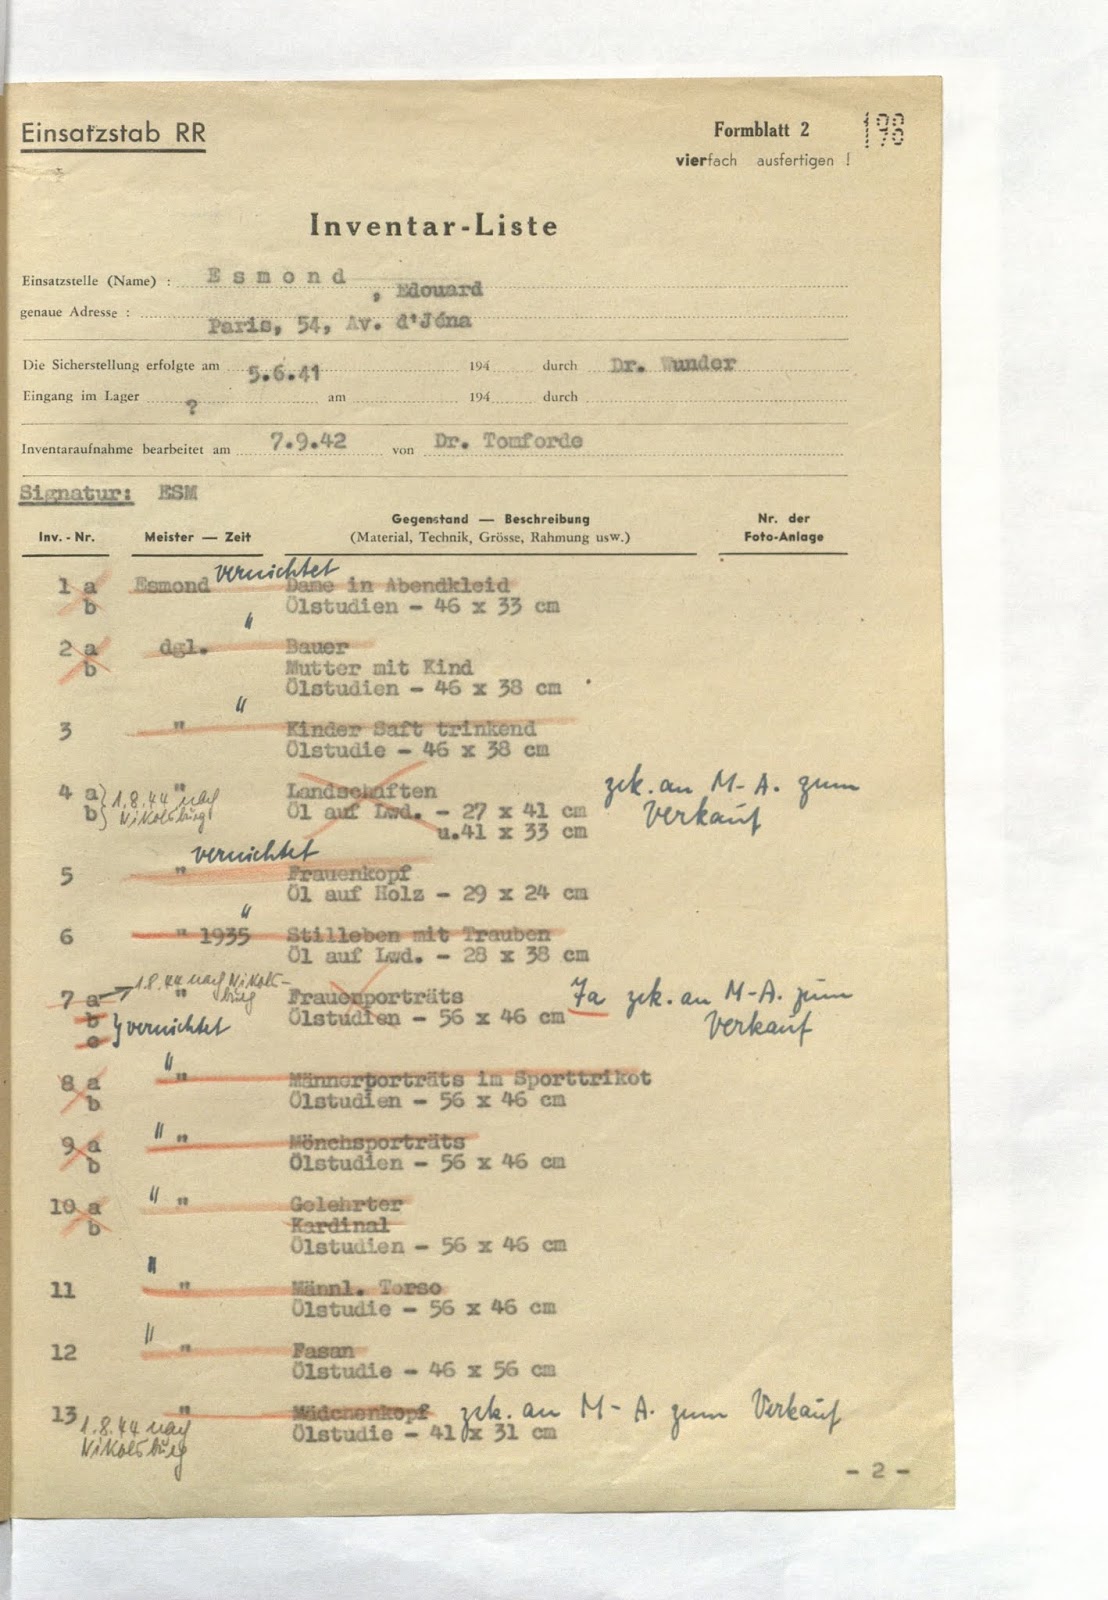 Einsatzstab RR
Formblatt 2
vierfach ausfertigen !
Inventar-Liste
Einsatzstelle (Name) : Esmond, Edouard
genaue Adresse : Paris, 54, Av. d'Jéna
Die Sicherstellung erfolgte am 5.6.41 194 durch Dr. Wunder
Eingang im Lager ? am 194 durch
Inventaraufnahme bearbeitet am 7.9.42 von Dr. Tomforde
Signatur: ESM
Inv. - Nr. Meister — Zeit Gegenstand — Beschreibung Nr. der
(Material, Technik, Grösse, Rahmung usw.) Foto-Anlage
vernichtet
1 a Esmond Dame in Abendkleid
b Ölstudien - 46 x 33 cm
"
2 a dgl. Bauer
b Mutter mit Kind
Ölstudien - 46 x 38 cm
"
3 " Kinder Saft trinkend
Ölstudie - 46 x 38 cm
4 a } 1.8.44 nach " Landschaften zrk. an M-A. zum
b } Nikolsburg Öl auf Lwd. - 27 x 41 cm Verkauf
u.41 x 33 cm
vernichtet
5 " Frauenkopf
Öl auf Holz - 29 x 24 cm
"
6 " 1935 Stilleben mit Trauben
Öl auf Lwd. - 28 x 38 cm
1.8.44 nach Nikols-
burg
7 a " Frauenporträts 7a zrk. an M-A. zum
b } vernichtet Ölstudien - 56 x 46 cm Verkauf
c
"
8 a " Männerporträts im Sporttrikot
b Ölstudien - 56 x 46 cm
9 a " " Mönchsporträts
b Ölstudien - 56 x 46 cm
10 a " " Gelehrter
b Kardinal
Ölstudien - 56 x 46 cm
"
11 " Männl. Torso
Ölstudie - 56 x 46 cm
"
12 " Fasan
Ölstudie - 46 x 56 cm
13 " Mädchenkopf zrk. an M-A. zum Verkauf
1.8.44 nach Ölstudie - 41 x 31 cm
Nikolsburg
- 2 -